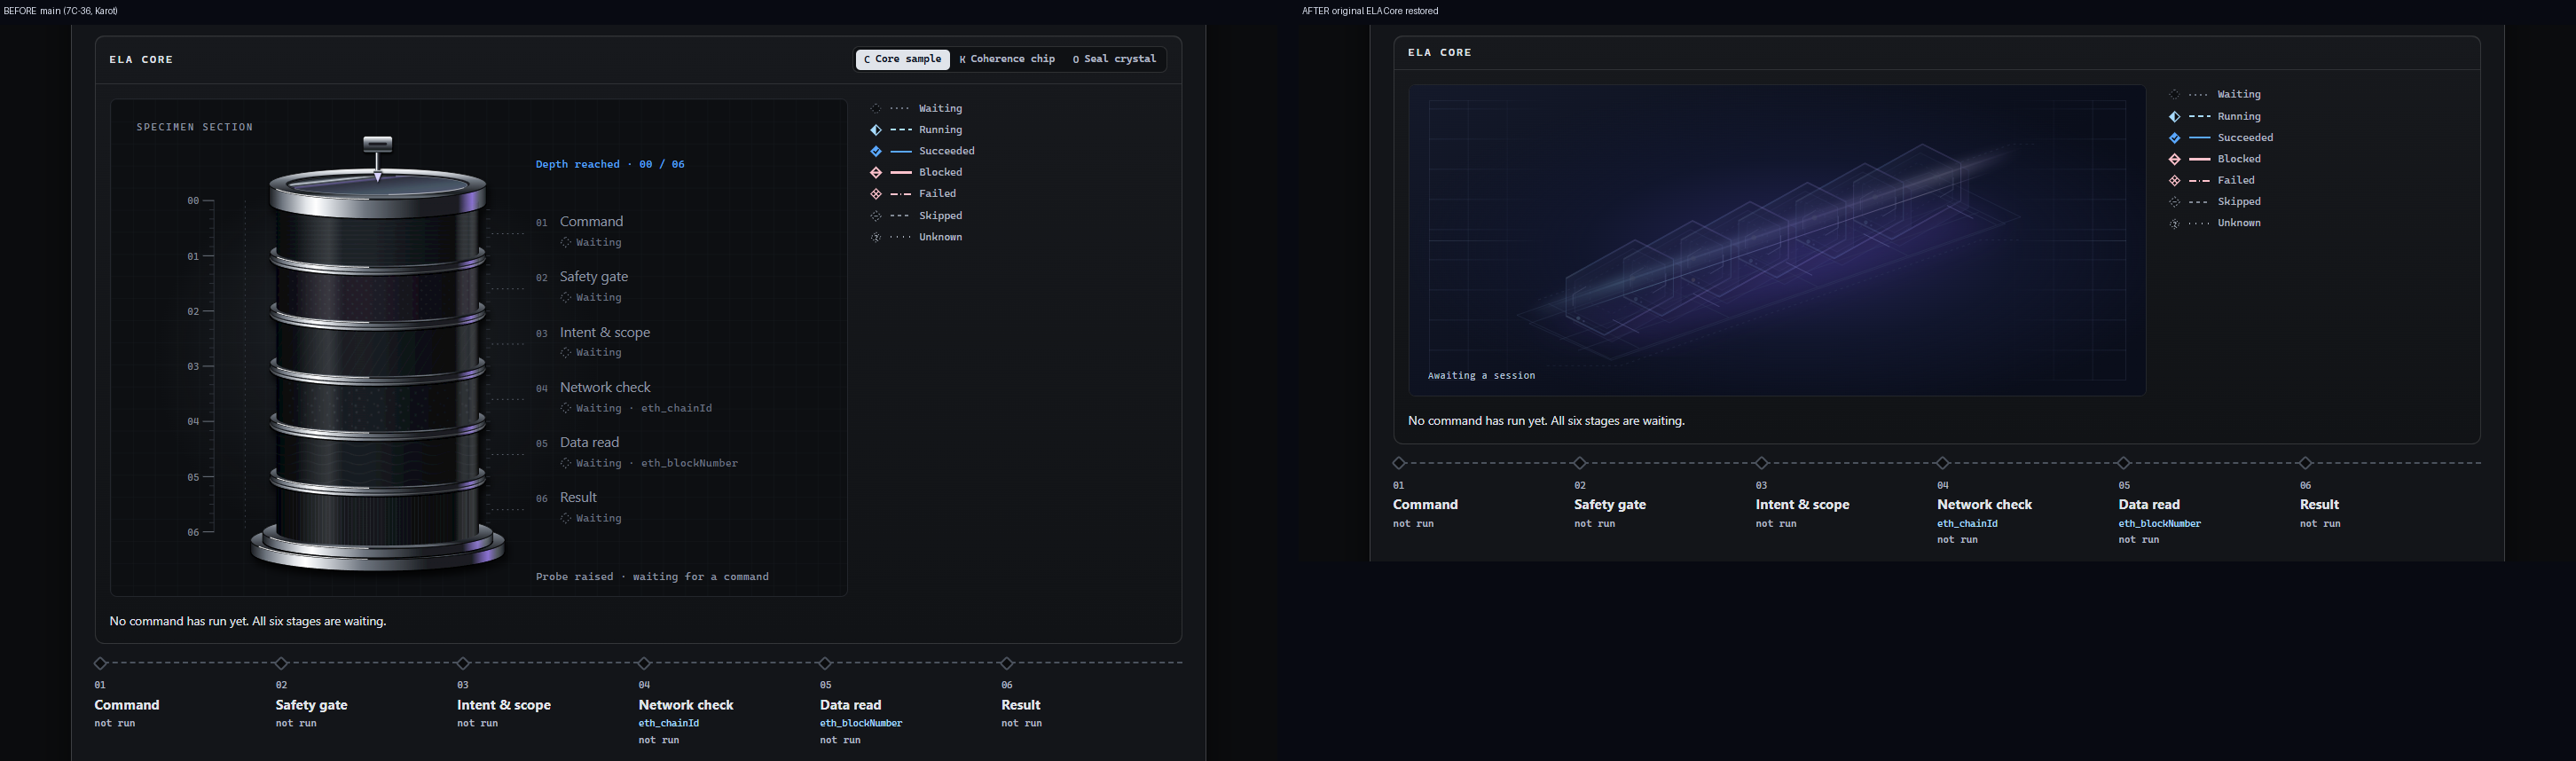 BEFORE main (7C-36, Karot)
ELA CORE
C Core sample K Coherence chip O Seal crystal
SPECIMEN SECTION
Depth reached · 00 / 06
00
01
02
03
04
05
06
01 Command
Waiting
02 Safety gate
Waiting
03 Intent & scope
Waiting
04 Network check
Waiting · eth_chainId
05 Data read
Waiting · eth_blockNumber
06 Result
Waiting
Probe raised · waiting for a command
Waiting
Running
Succeeded
Blocked
Failed
Skipped
? Unknown
No command has run yet. All six stages are waiting.
01
Command
not run
02
Safety gate
not run
03
Intent & scope
not run
04
Network check
eth_chainId
not run
05
Data read
eth_blockNumber
not run
06
Result
not run
AFTER original ELACore restored
ELA CORE
Awaiting a session
Waiting
Running
Succeeded
Blocked
Failed
Skipped
? Unknown
No command has run yet. All six stages are waiting.
01
Command
not run
02
Safety gate
not run
03
Intent & scope
not run
04
Network check
eth_chainId
not run
05
Data read
eth_blockNumber
not run
06
Result
not run